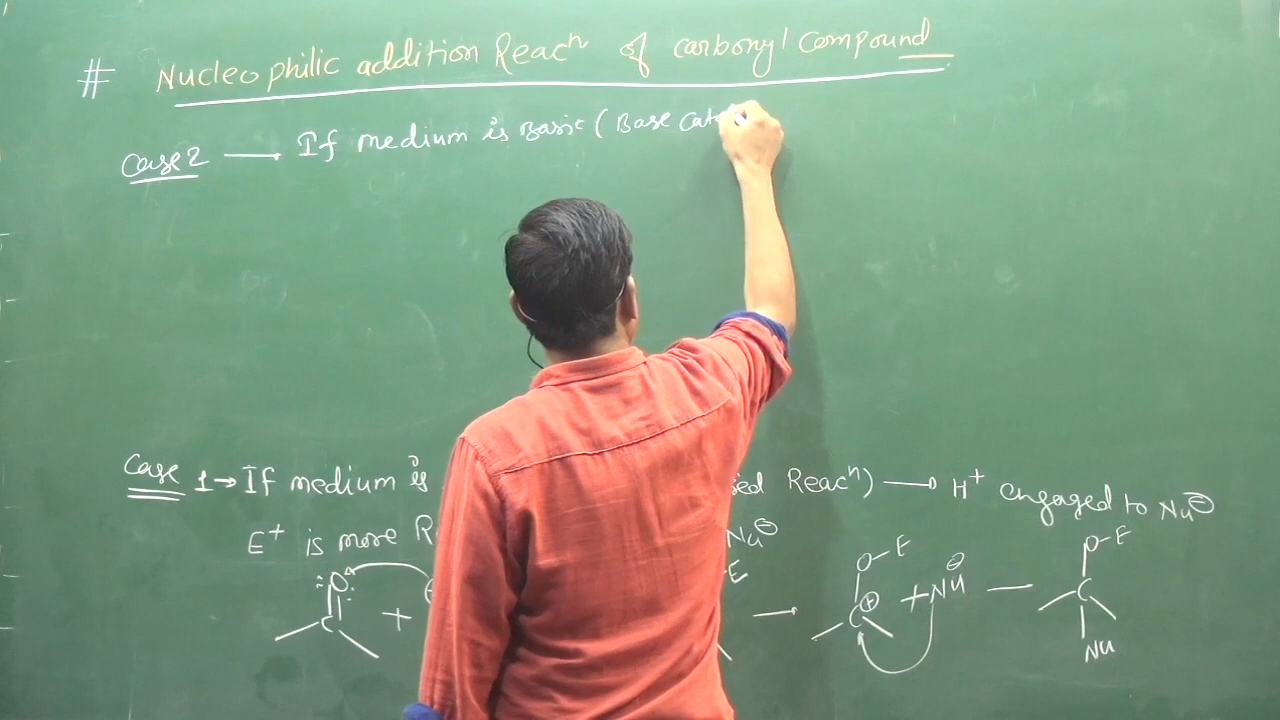 # Nucleophilic addition Reacⁿ of carbonyl compound
Case 2 → If medium is Basic ( Base Cat
Case 1 → If medium is sed Reacⁿ) → H⁺ engaged to Nu⊖
E⁺ is more R Nu⊖
:O: E O-E ⊖ O-E
C + → C⊕ + Nu — C
Nu